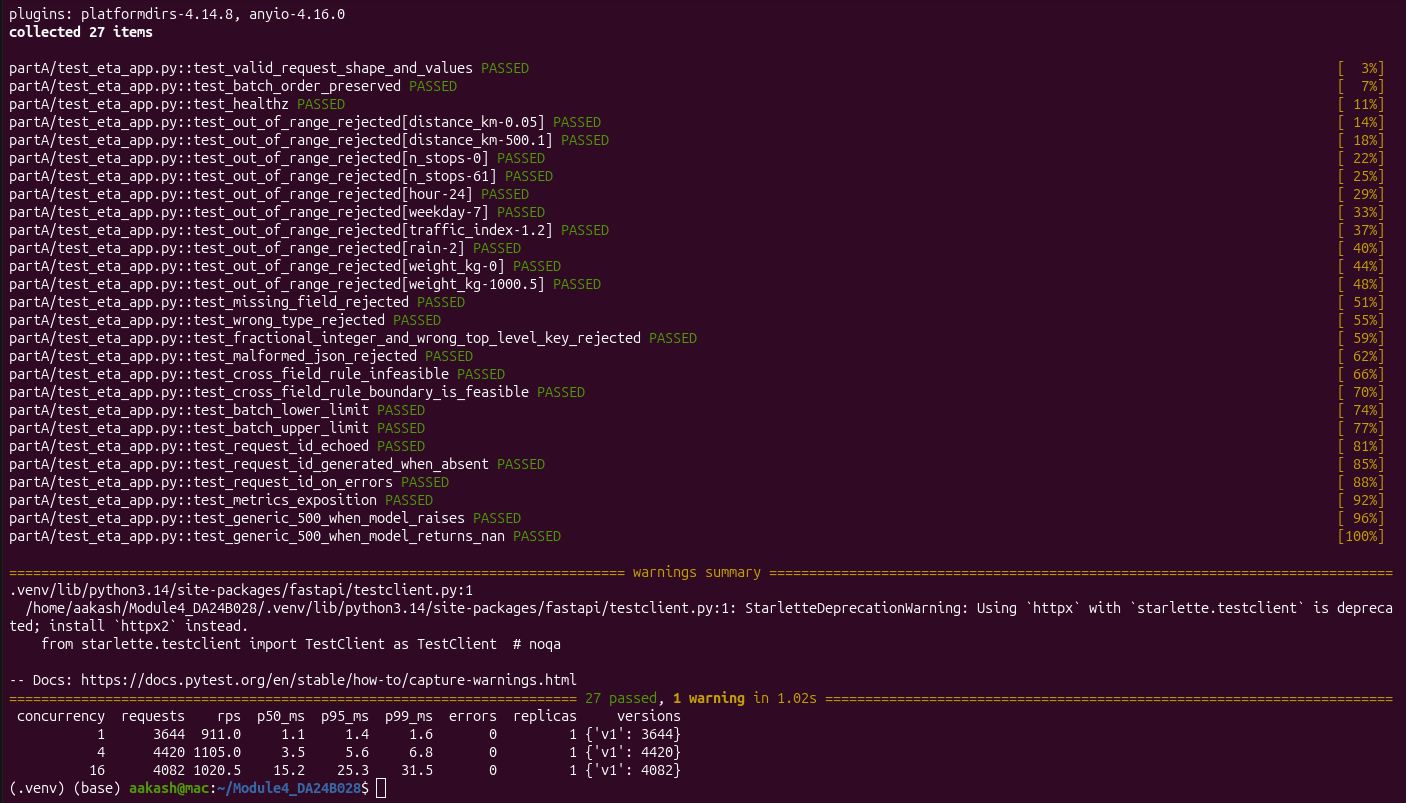 plugins: platformdirs-4.14.8, anyio-4.16.0
collected 27 items
partA/test_eta_app.py::test_valid_request_shape_and_values PASSED [  3%]
partA/test_eta_app.py::test_batch_order_preserved PASSED [  7%]
partA/test_eta_app.py::test_healthz PASSED [ 11%]
partA/test_eta_app.py::test_out_of_range_rejected[distance_km-0.05] PASSED [ 14%]
partA/test_eta_app.py::test_out_of_range_rejected[distance_km-500.1] PASSED [ 18%]
partA/test_eta_app.py::test_out_of_range_rejected[n_stops-0] PASSED [ 22%]
partA/test_eta_app.py::test_out_of_range_rejected[n_stops-61] PASSED [ 25%]
partA/test_eta_app.py::test_out_of_range_rejected[hour-24] PASSED [ 29%]
partA/test_eta_app.py::test_out_of_range_rejected[weekday-7] PASSED [ 33%]
partA/test_eta_app.py::test_out_of_range_rejected[traffic_index-1.2] PASSED [ 37%]
partA/test_eta_app.py::test_out_of_range_rejected[rain-2] PASSED [ 40%]
partA/test_eta_app.py::test_out_of_range_rejected[weight_kg-0] PASSED [ 44%]
partA/test_eta_app.py::test_out_of_range_rejected[weight_kg-1000.5] PASSED [ 48%]
partA/test_eta_app.py::test_missing_field_rejected PASSED [ 51%]
partA/test_eta_app.py::test_wrong_type_rejected PASSED [ 55%]
partA/test_eta_app.py::test_fractional_integer_and_wrong_top_level_key_rejected PASSED [ 59%]
partA/test_eta_app.py::test_malformed_json_rejected PASSED [ 62%]
partA/test_eta_app.py::test_cross_field_rule_infeasible PASSED [ 66%]
partA/test_eta_app.py::test_cross_field_rule_boundary_is_feasible PASSED [ 70%]
partA/test_eta_app.py::test_batch_lower_limit PASSED [ 74%]
partA/test_eta_app.py::test_batch_upper_limit PASSED [ 77%]
partA/test_eta_app.py::test_request_id_echoed PASSED [ 81%]
partA/test_eta_app.py::test_request_id_generated_when_absent PASSED [ 85%]
partA/test_eta_app.py::test_request_id_on_errors PASSED [ 88%]
partA/test_eta_app.py::test_metrics_exposition PASSED [ 92%]
partA/test_eta_app.py::test_generic_500_when_model_raises PASSED [ 96%]
partA/test_eta_app.py::test_generic_500_when_model_returns_nan PASSED [100%]
============================================================================= warnings summary ==============================================================================
.venv/lib/python3.14/site-packages/fastapi/testclient.py:1
  /home/aakash/Module4_DA24B028/.venv/lib/python3.14/site-packages/fastapi/testclient.py:1: StarletteDeprecationWarning: Using `httpx` with `starlette.testclient` is depreca
ted; install `httpx2` instead.
    from starlette.testclient import TestClient as TestClient  # noqa
-- Docs: https://docs.pytest.org/en/stable/how-to/capture-warnings.html
======================================================================= 27 passed, 1 warning in 1.02s =======================================================================
 concurrency  requests    rps  p50_ms  p95_ms  p99_ms  errors  replicas     versions
           1      3644  911.0     1.1     1.4     1.6       0         1 {'v1': 3644}
           4      4420 1105.0     3.5     5.6     6.8       0         1 {'v1': 4420}
          16      4082 1020.5    15.2    25.3    31.5       0         1 {'v1': 4082}
(.venv) (base) aakash@mac:~/Module4_DA24B028$